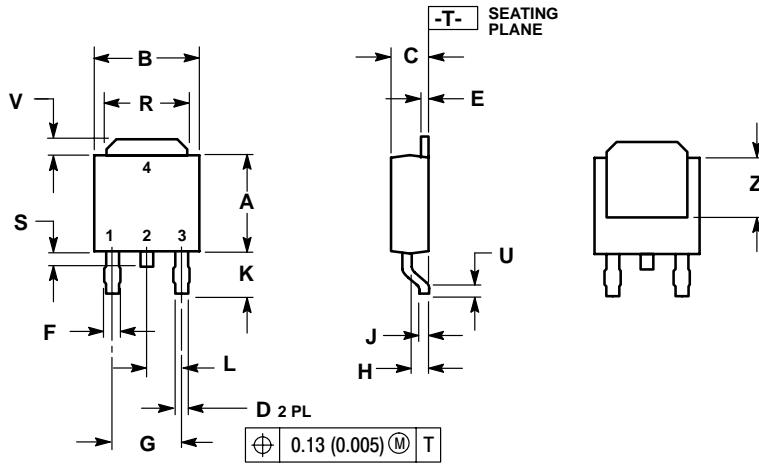 -T- SEATING PLANE
B
C
V
R
E
4
A
Z
S
1 2 3
K
U
F
J
L
H
D 2 PL
G
⌖ 0.13 (0.005) Ⓜ T